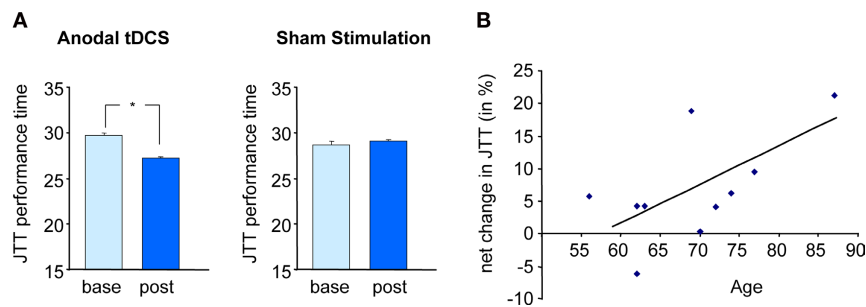 A
Anodal tDCS
JTT performance time
35
30
25
20
15
*
base post
Sham Stimulation
JTT performance time
35
30
25
20
15
base post
B
net change in JTT (in %)
25
20
15
10
5
0
-5
-10
55 60 65 70 75 80 85 90
Age